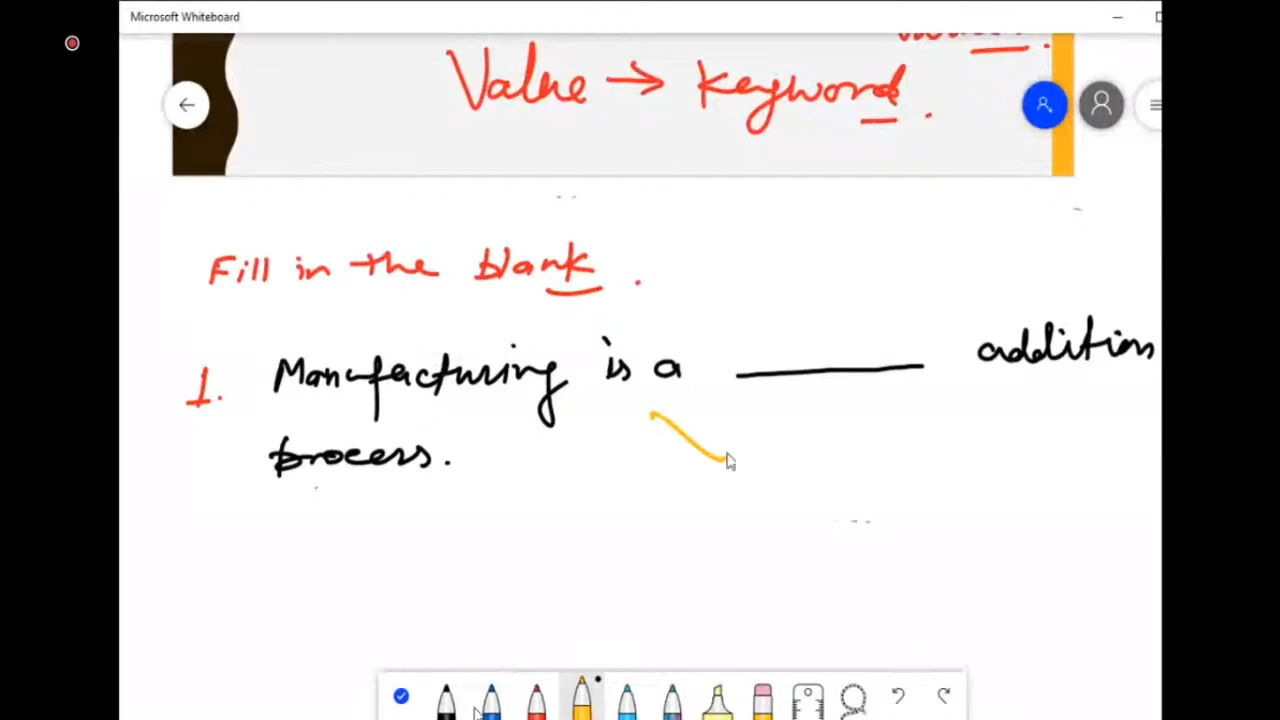 Microsoft Whiteboard
Value → Keyword.
Fill in the blank.
1. Manufacturing is a ______ addition
process.